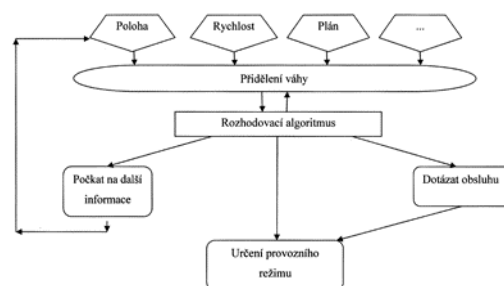 Poloha
Rychlost
Plán
...
Přidělení váhy
Rozhodovací algoritmus
Počkat na další
informace
Dotázat obsluhu
Určení provozního
režimu